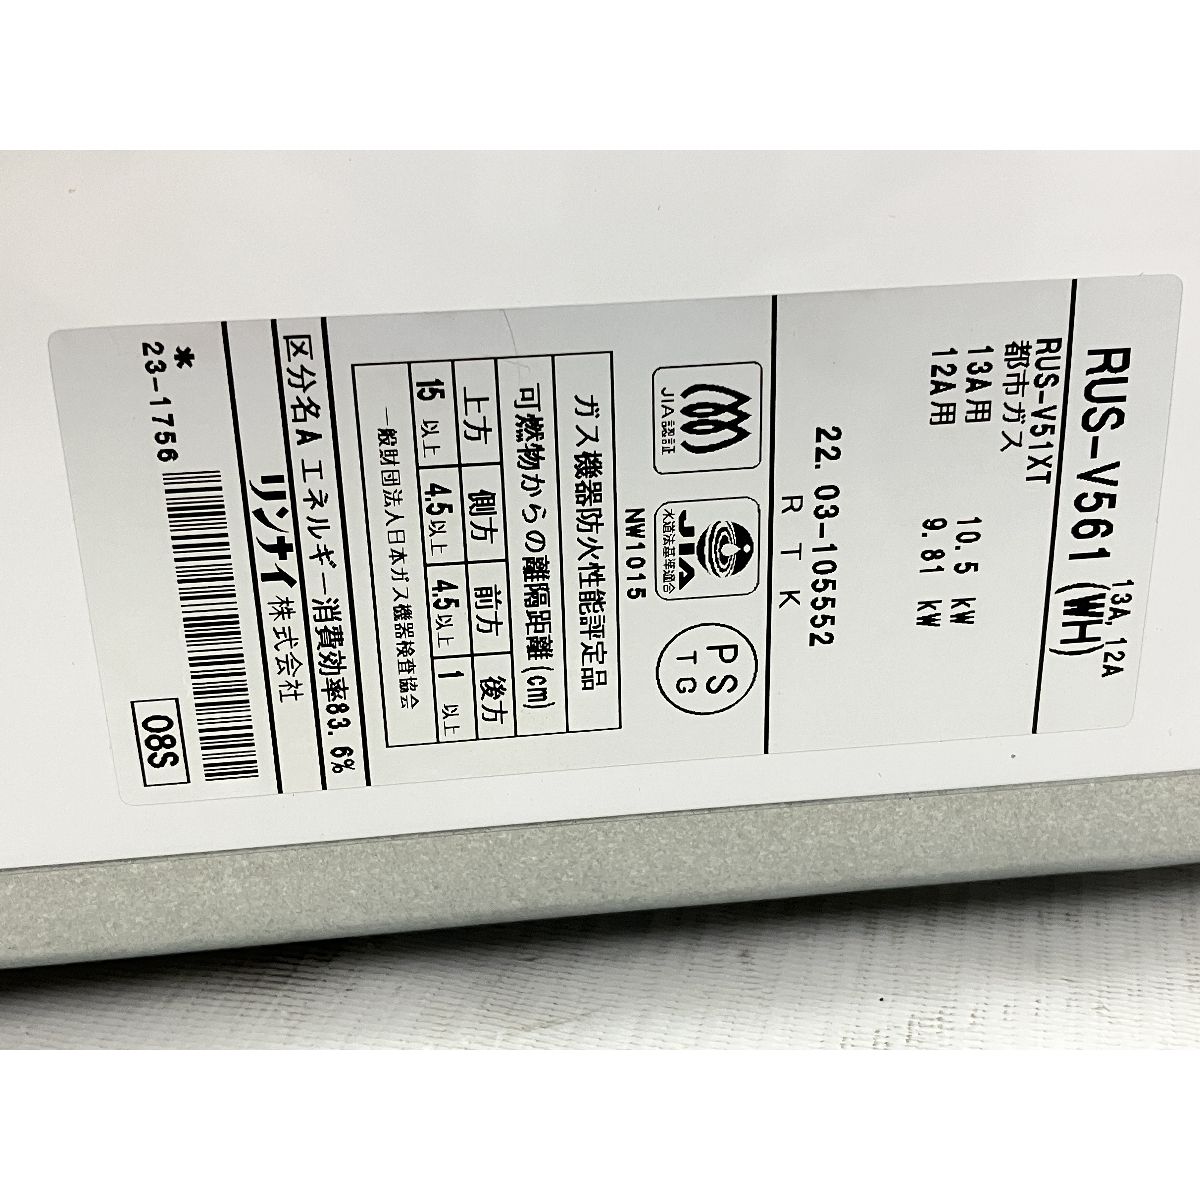 RUS-V561(WH)
13A, 12A
RUS-V51XT
都市ガス
13A用 10.5 kW
12A用 9.81 kW
22.03-105552
RTK
JIA認証
JIA
水道法基準適合
PS
TG
NW1015
ガス機器防火性能評定品
可燃物からの離隔距離(cm)
上方 側方 前方 後方
15以上 4.5以上 4.5以上 1以上
一般財団法人日本ガス機器検査協会
区分名A エネルギー消費効率83.6%
リンナイ株式会社
*
23-1756
08S